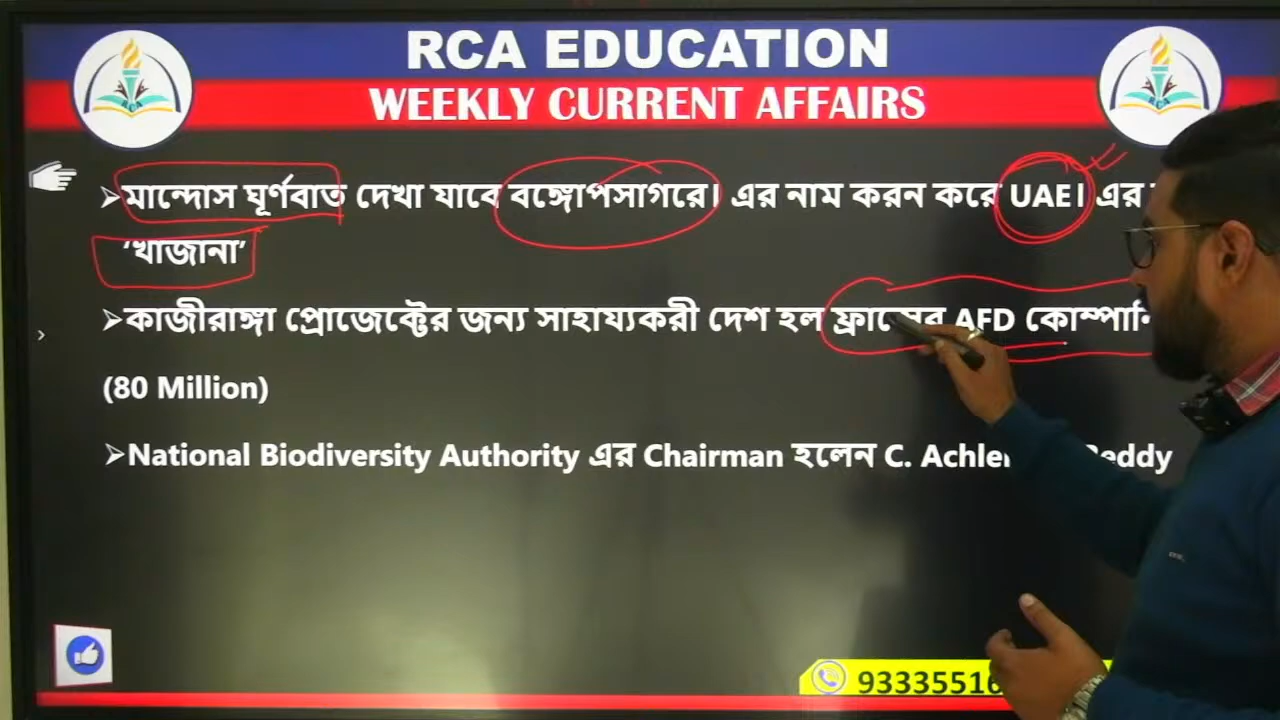 RCA EDUCATION
WEEKLY CURRENT AFFAIRS
➢মান্দোস ঘূর্ণবাত দেখা যাবে বঙ্গোপসাগরে। এর নাম করন করে UAE। এর
‘খাজানা’
➢কাজীরাঙ্গা প্রোজেক্টের জন্য সাহায্যকরী দেশ হল ফ্রান্সের AFD
(80 Million)
➢National Biodiversity Authority এর Chairman হলেন C.
RCA